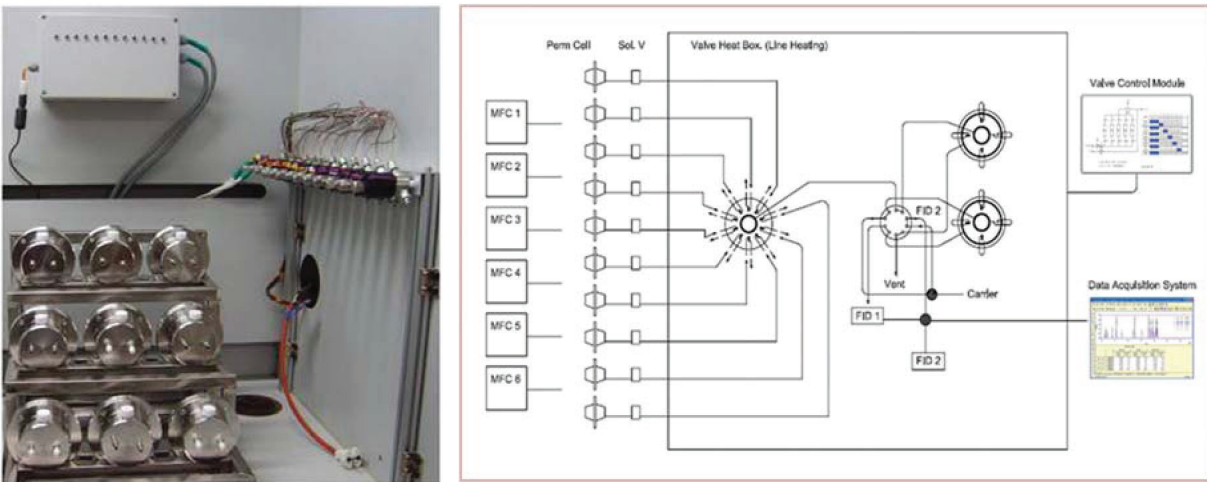 Perm Cell Sol. V Valve Heat Box. (Line Heating)
Valve Control Module
MFC 1
MFC 2
MFC 3
MFC 4
MFC 5
MFC 6
FID 2
Vent
Carrier
FID 1
FID 2
Data Acquisition System